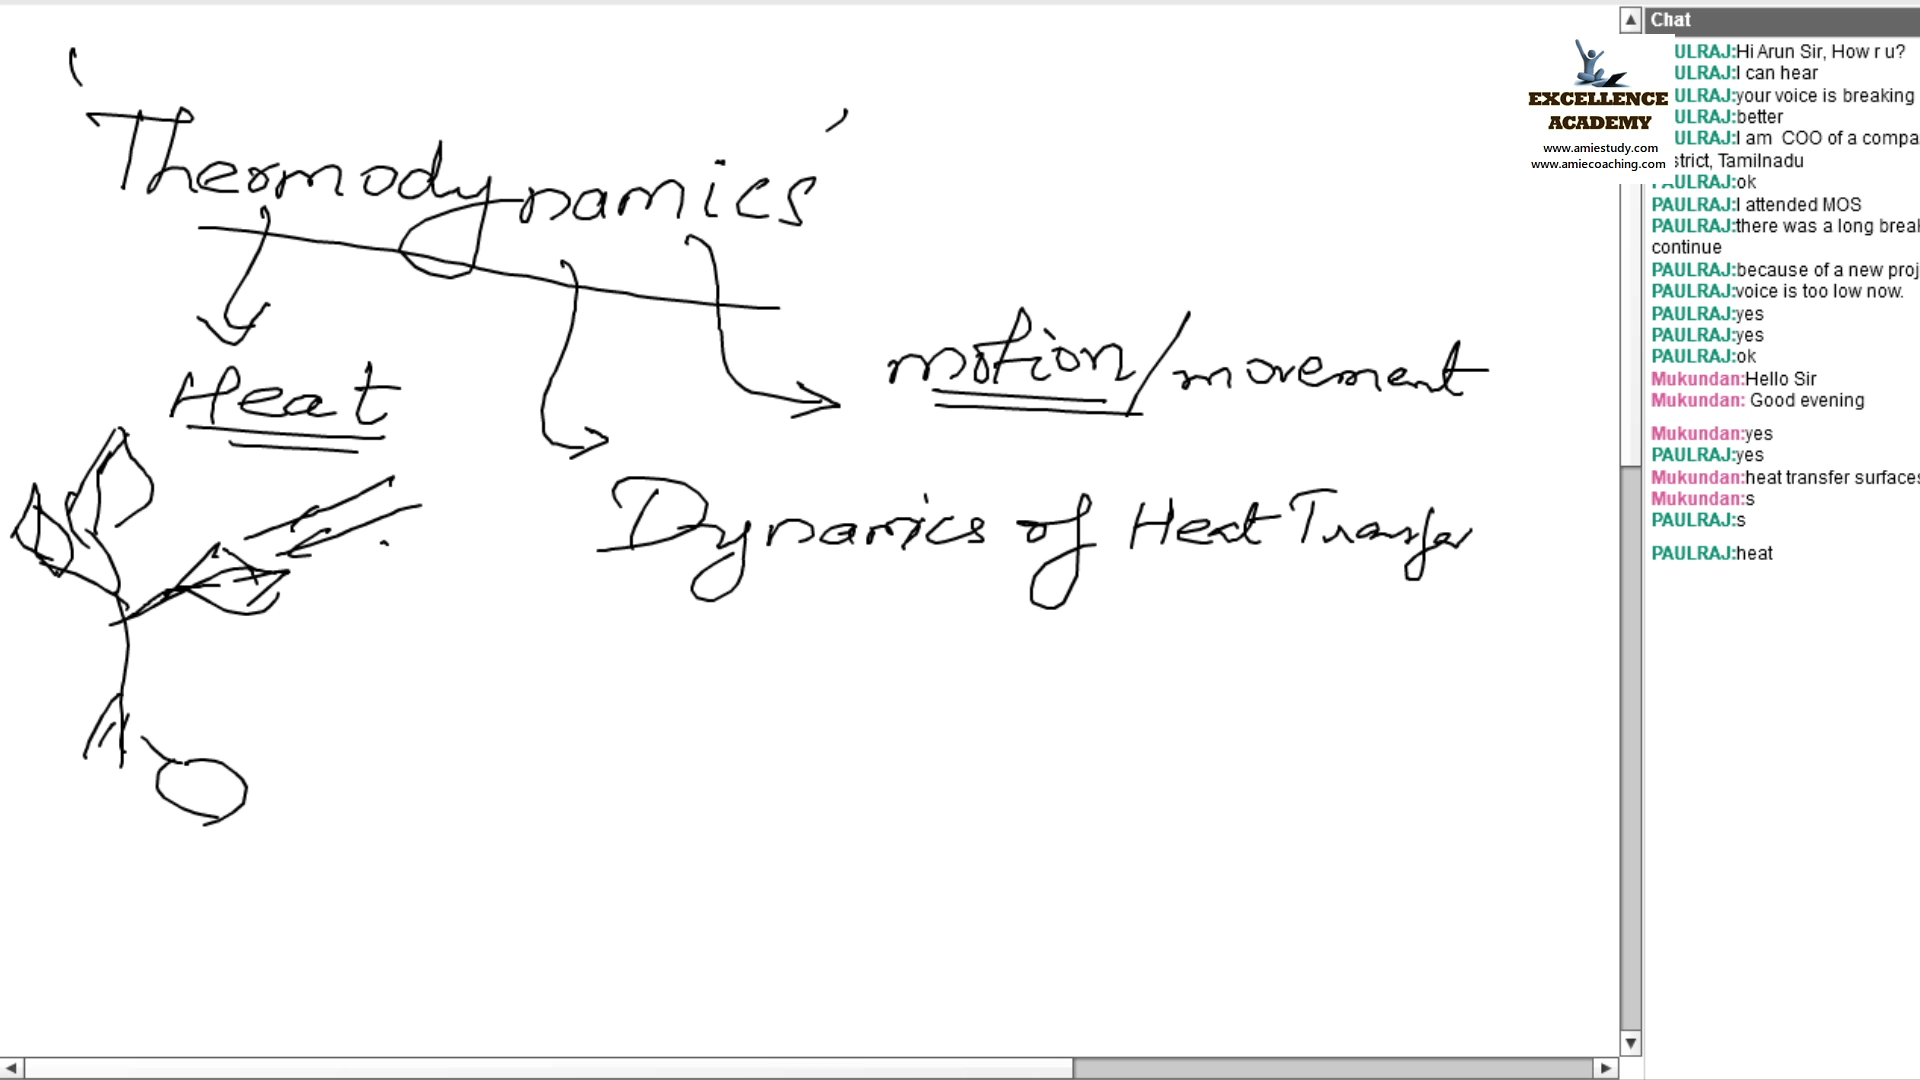 'Thermodynamics'
Heat
motion/movement
Dynamics of Heat Transfer
EXCELLENCE
ACADEMY
www.amiestudy.com
www.amiecoaching.com
Chat
ULRAJ:Hi Arun Sir, How r u?
ULRAJ:I can hear
ULRAJ:your voice is breaking
ULRAJ:better
ULRAJ:I am COO of a compa
strict, Tamilnadu
PAULRAJ:ok
PAULRAJ:I attended MOS
PAULRAJ:there was a long break
continue
PAULRAJ:because of a new proj
PAULRAJ:voice is too low now.
PAULRAJ:yes
PAULRAJ:yes
PAULRAJ:ok
Mukundan:Hello Sir
Mukundan: Good evening
Mukundan:yes
PAULRAJ:yes
Mukundan:heat transfer surfaces
Mukundan:s
PAULRAJ:s
PAULRAJ:heat